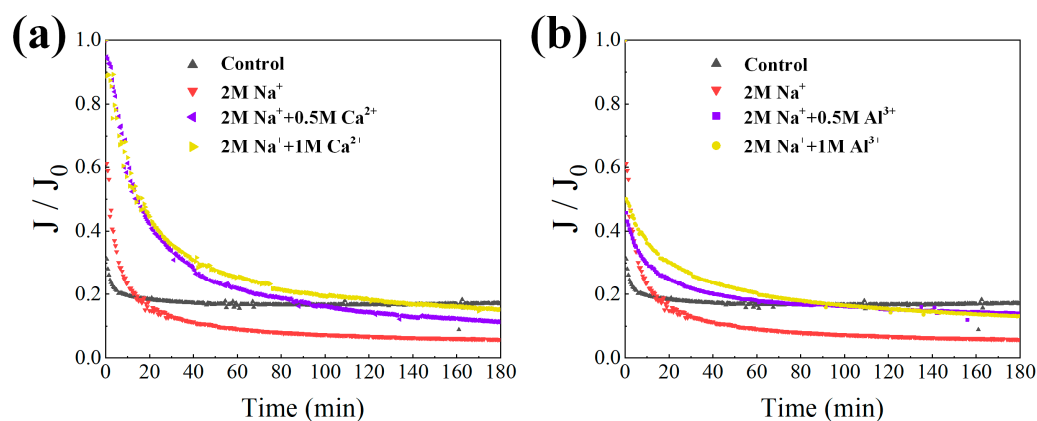 (a)
1.0
0.8
0.6
0.4
0.2
0.0
J / J₀
0 20 40 60 80 100 120 140 160 180
Time (min)
Control
2M Na⁺
2M Na⁺+0.5M Ca²⁺
2M Na⁺+1M Ca²⁺
(b)
1.0
0.8
0.6
0.4
0.2
0.0
J / J₀
0 20 40 60 80 100 120 140 160 180
Time (min)
Control
2M Na⁺
2M Na⁺+0.5M Al³⁺
2M Na⁺+1M Al³⁺